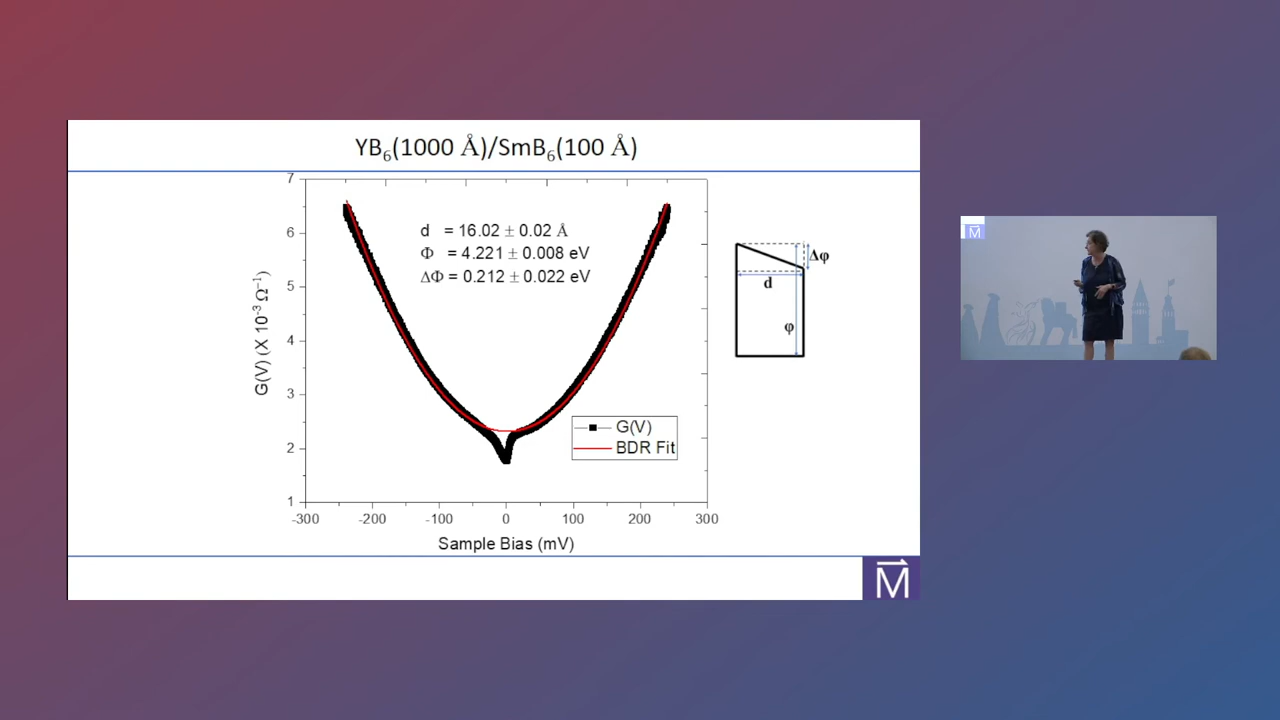 YB6(1000 Å)/SmB6(100 Å)
7
6
5
4
3
2
1
G(V) (X 10⁻³ Ω⁻¹)
d = 16.02 ± 0.02 Å
Φ = 4.221 ± 0.008 eV
ΔΦ = 0.212 ± 0.022 eV
G(V)
BDR Fit
-300 -200 -100 0 100 200 300
Sample Bias (mV)
Δφ
d
φ
M
M